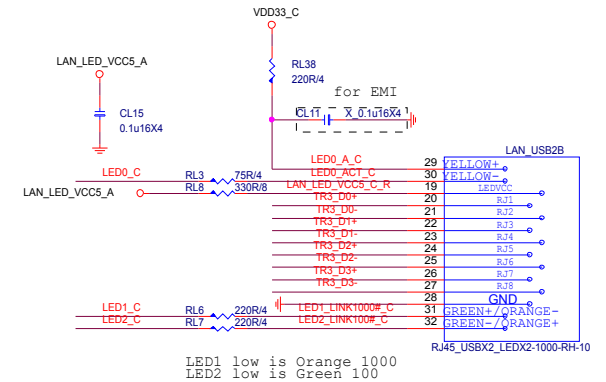 VDD33_C
LAN_LED_VCC5_A
RL38
220R/4
for EMI
CL15
0.1u16X4
CL11 X_0.1u16X4
LAN_USB2B
LED0_A_C 29 YELLOW+
LED0_C RL3 75R/4 LED0_ACT_C 30 YELLOW-
LAN_LED_VCC5_A RL8 330R/8 LAN_LED_VCC5_C_R 19 LEDVCC
TR3_D0+ 20 RJ1
TR3_D0- 21 RJ2
TR3_D1+ 22 RJ3
TR3_D1- 23 RJ4
TR3_D2+ 24 RJ5
TR3_D2- 25 RJ6
TR3_D3+ 26 RJ7
TR3_D3- 27 RJ8
28 GND
LED1_C RL6 220R/4 LED1_LINK1000#_C 31 GREEN+/ORANGE-
LED2_C RL7 220R/4 LED2_LINK100#_C 32 GREEN-/ORANGE+
RJ45_USBX2_LEDX2-1000-RH-10
LED1 low is Orange 1000
LED2 low is Green 100